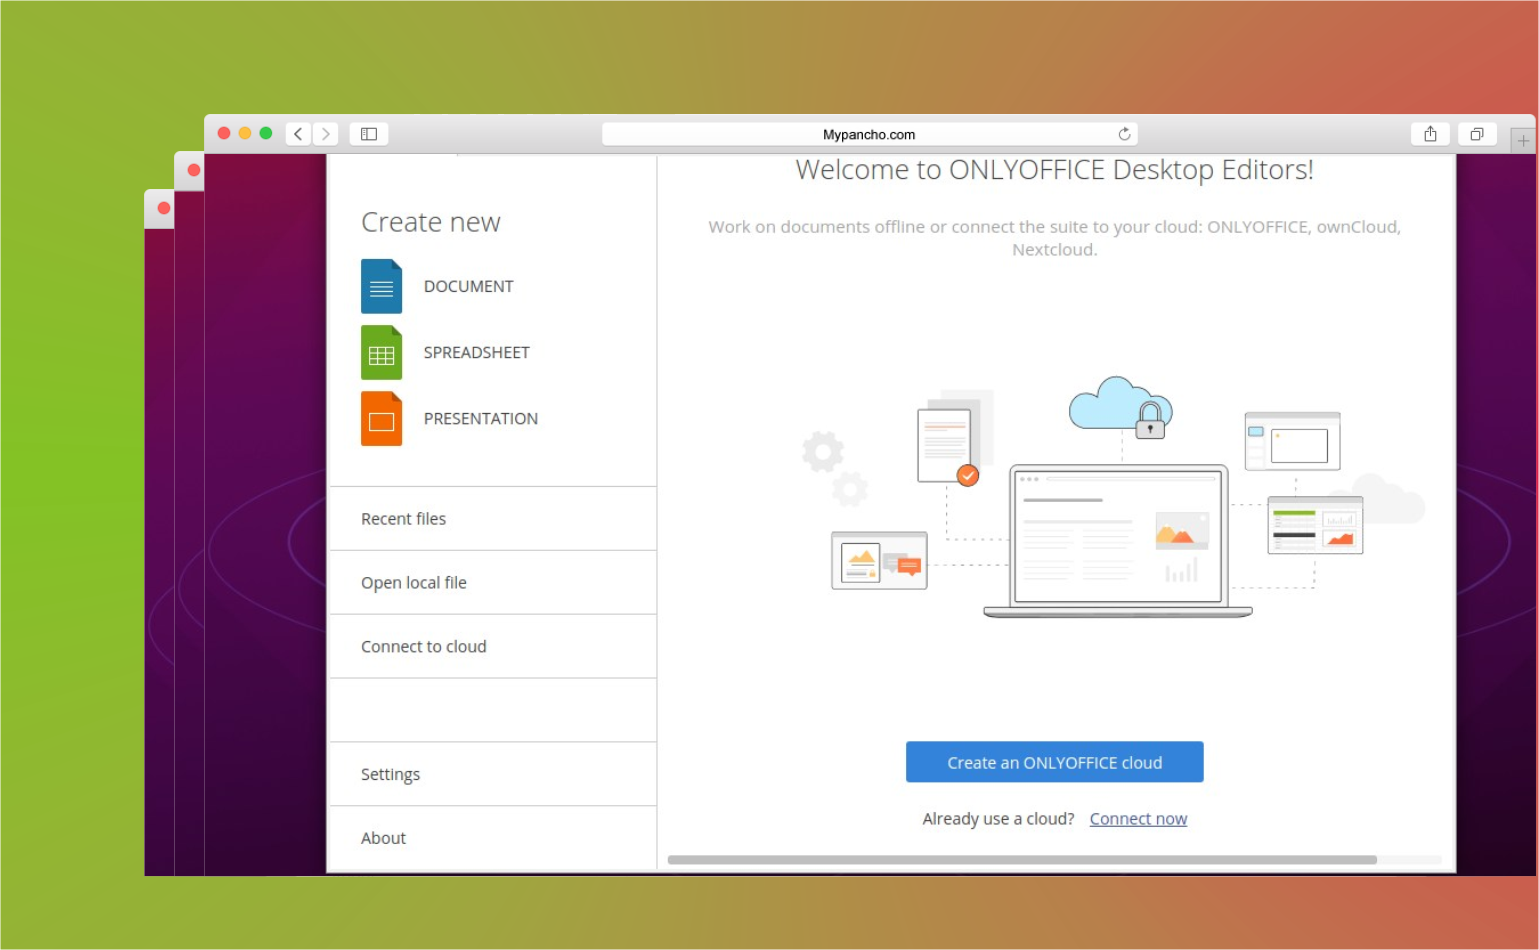 Mypancho.com
Create new
DOCUMENT
SPREADSHEET
PRESENTATION
Recent files
Open local file
Connect to cloud
Settings
About
Welcome to ONLYOFFICE Desktop Editors!
Work on documents offline or connect the suite to your cloud: ONLYOFFICE, ownCloud,
Nextcloud.
Create an ONLYOFFICE cloud
Already use a cloud? Connect now